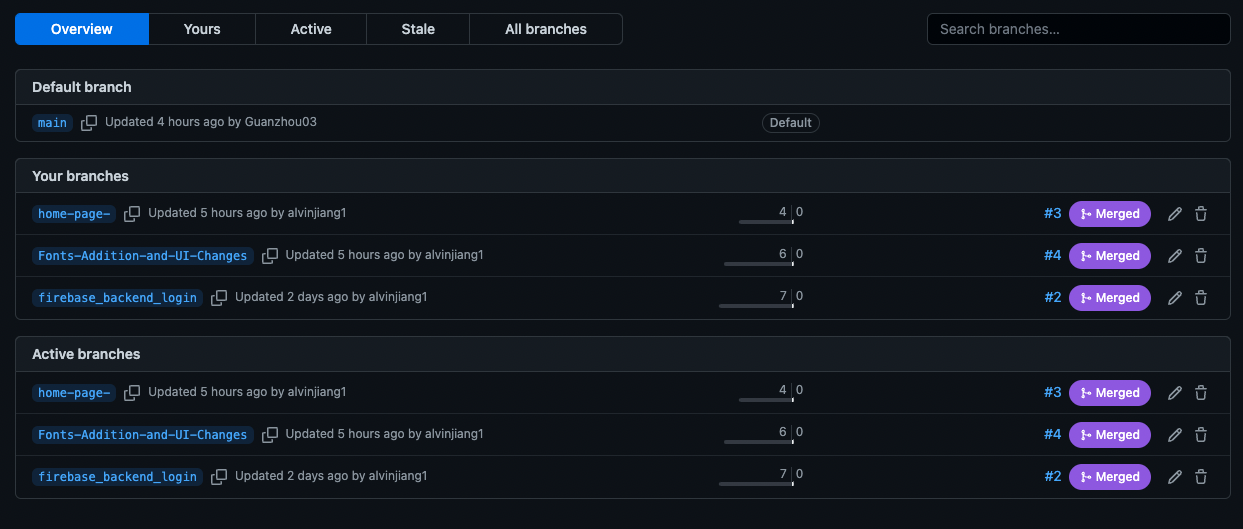 Overview Yours Active Stale All branches Search branches...
Default branch
main Updated 4 hours ago by Guanzhou03 Default
Your branches
home-page- Updated 5 hours ago by alvinjiang1 4 0 #3 Merged
Fonts-Addition-and-UI-Changes Updated 5 hours ago by alvinjiang1 6 0 #4 Merged
firebase_backend_login Updated 2 days ago by alvinjiang1 7 0 #2 Merged
Active branches
home-page- Updated 5 hours ago by alvinjiang1 4 0 #3 Merged
Fonts-Addition-and-UI-Changes Updated 5 hours ago by alvinjiang1 6 0 #4 Merged
firebase_backend_login Updated 2 days ago by alvinjiang1 7 0 #2 Merged